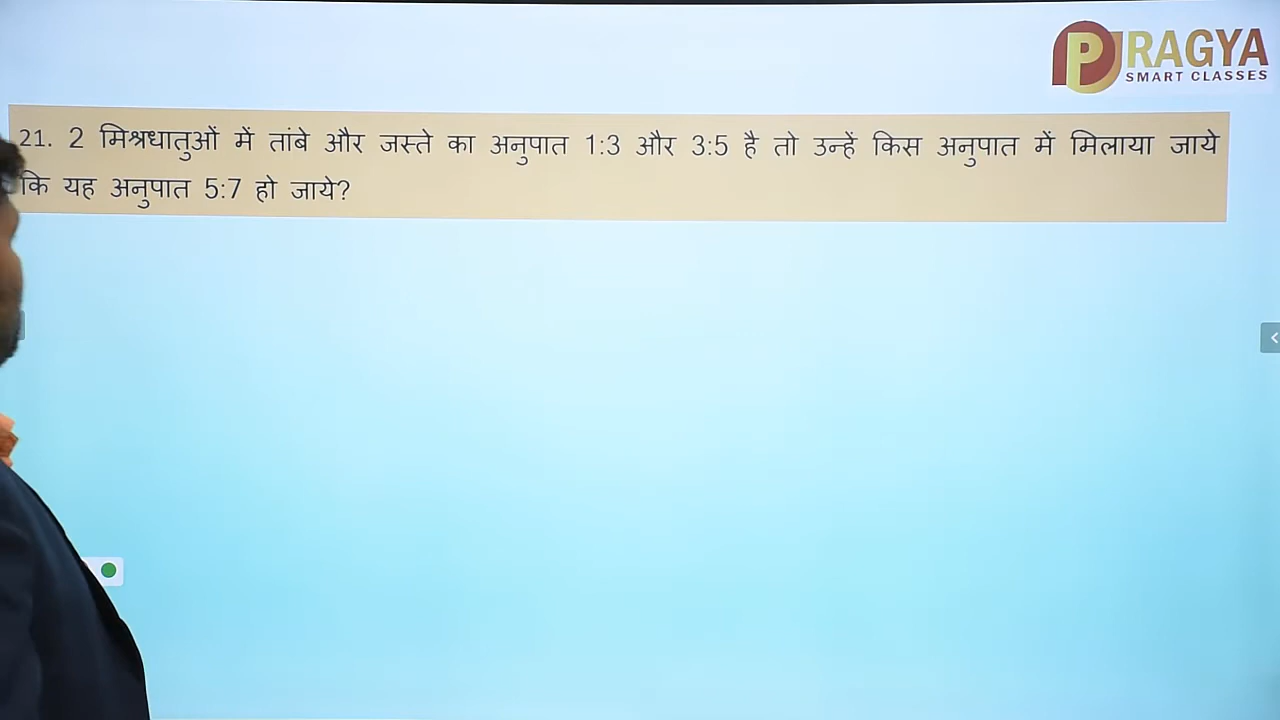 PRAGYA
SMART CLASSES
21. 2 मिश्रधातुओं में तांबे और जस्ते का अनुपात 1:3 और 3:5 है तो उन्हें किस अनुपात में मिलाया जाये
कि यह अनुपात 5:7 हो जाये?